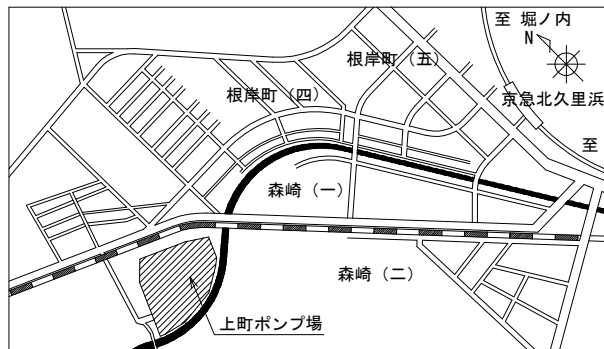 至 堀ノ内
N
根岸町（五）
根岸町（四）
京急北久里浜
至
森崎（一）
森崎（二）
上町ポンプ場